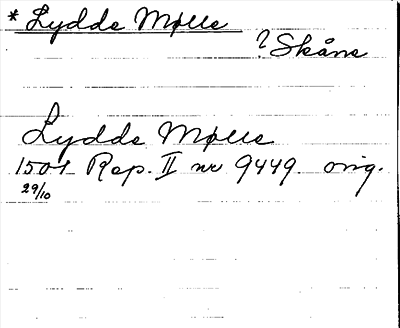 * Lydde Mølle
? Skåne
Lydde Mølle
1501 Rep. II nr 9449. orig.
29/10